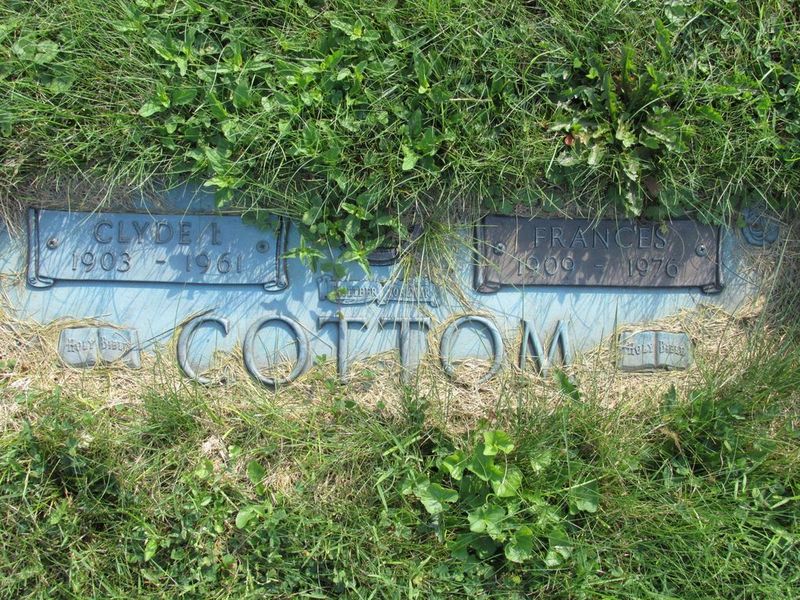 CLYDE I.
1903 - 1961
FRANCES
1909 - 1976
COTTOM
HOLY BIBLE
HOLY BIBLE